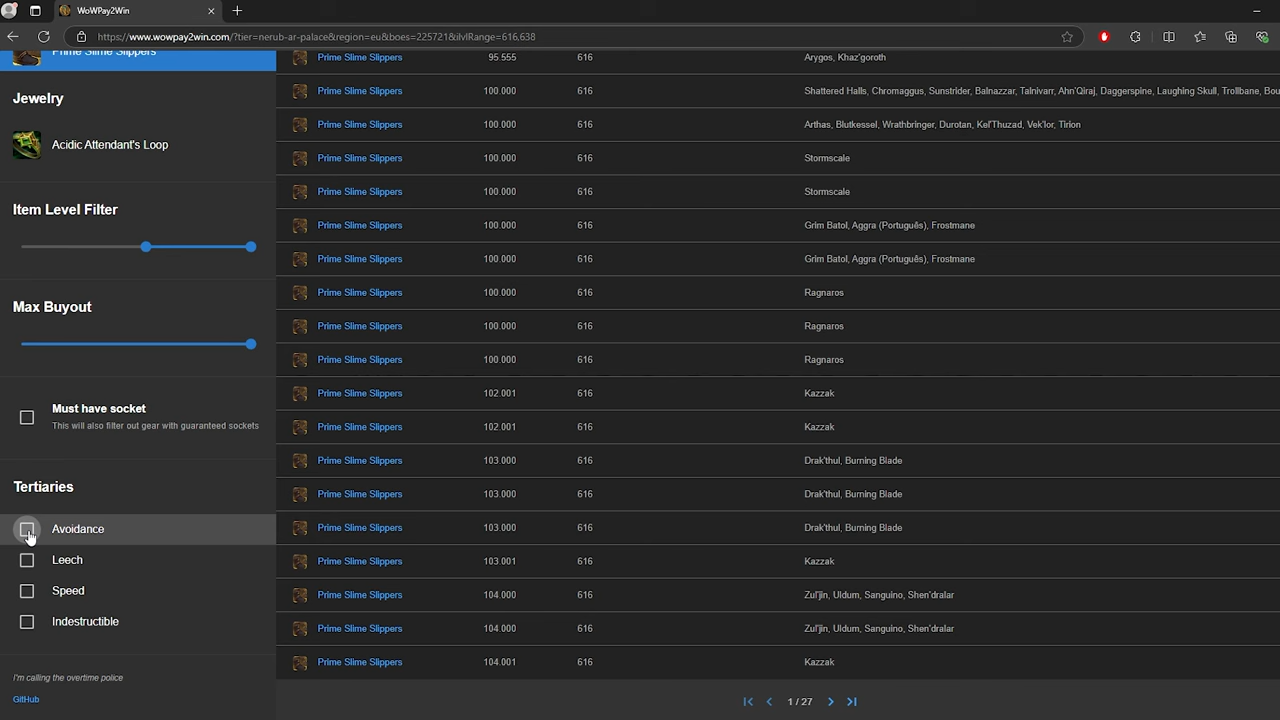 WoWPay2Win
https://www.wowpay2win.com/?tier=nerub-ar-palace&region=eu&boes=225721&ilvlRange=616,638
Prime Slime Slippers
Jewelry
Acidic Attendant's Loop
Item Level Filter
Max Buyout
Must have socket
This will also filter out gear with guaranteed sockets
Tertiaries
Avoidance
Leech
Speed
Indestructible
I'm calling the overtime police
GitHub
Prime Slime Slippers 95.555 616 Arygos, Khaz'goroth
Prime Slime Slippers 100.000 616 Shattered Halls, Chromaggus, Sunstrider, Balnazzar, Talnivarr, Ahn'Qiraj, Daggerspine, Laughing Skull, Trollbane, Bou
Prime Slime Slippers 100.000 616 Arthas, Blutkessel, Wrathbringer, Durotan, Kel'Thuzad, Vek'lor, Tirion
Prime Slime Slippers 100.000 616 Stormscale
Prime Slime Slippers 100.000 616 Stormscale
Prime Slime Slippers 100.000 616 Grim Batol, Aggra (Português), Frostmane
Prime Slime Slippers 100.000 616 Grim Batol, Aggra (Português), Frostmane
Prime Slime Slippers 100.000 616 Ragnaros
Prime Slime Slippers 100.000 616 Ragnaros
Prime Slime Slippers 100.000 616 Ragnaros
Prime Slime Slippers 102.001 616 Kazzak
Prime Slime Slippers 102.001 616 Kazzak
Prime Slime Slippers 103.000 616 Drak'thul, Burning Blade
Prime Slime Slippers 103.000 616 Drak'thul, Burning Blade
Prime Slime Slippers 103.000 616 Drak'thul, Burning Blade
Prime Slime Slippers 103.001 616 Kazzak
Prime Slime Slippers 104.000 616 Zul'jin, Uldum, Sanguino, Shen'dralar
Prime Slime Slippers 104.000 616 Zul'jin, Uldum, Sanguino, Shen'dralar
Prime Slime Slippers 104.001 616 Kazzak
1 / 27